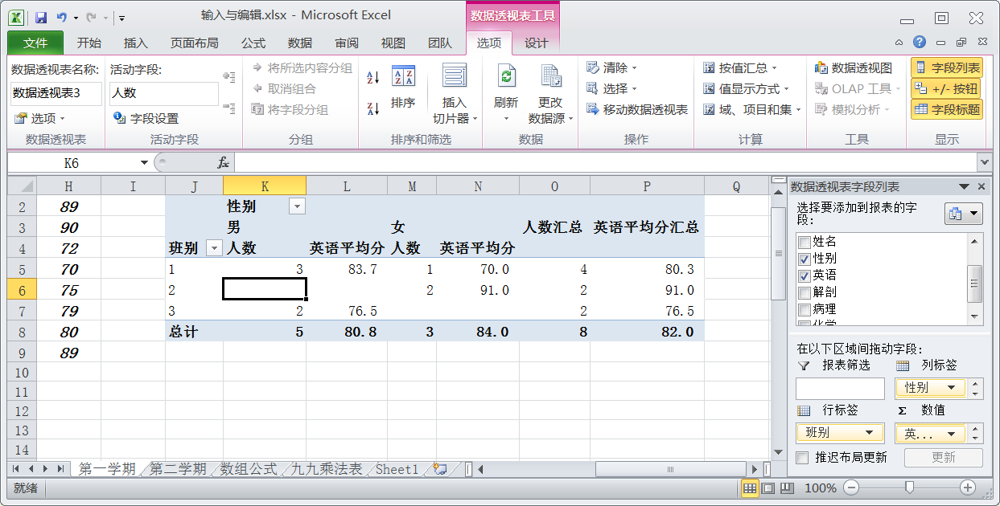 输入与编辑.xlsx - Microsoft Excel
数据透视表工具
文件 开始 插入 页面布局 公式 数据 审阅 视图 团队 选项 设计
数据透视表名称: 活动字段: 将所选内容分组 清除 按值汇总 数据透视图 字段列表
数据透视表3 人数 取消组合 排序 插入 刷新 更改 选择 值显示方式 OLAP 工具 +/- 按钮
选项 字段设置 将字段分组 切片器 数据源 移动数据透视表 域、项目和集 模拟分析 字段标题
数据透视表 活动字段 分组 排序和筛选 数据 操作 计算 工具 显示
K6 fx
H I J K L M N O P Q
2 89 性别
3 90 男 女 人数汇总 英语平均分汇总
4 72 班别 人数 英语平均分 人数 英语平均分
5 70 1 3 83.7 1 70.0 4 80.3
6 75 2 2 91.0 2 91.0
7 79 3 2 76.5 2 76.5
8 80 总计 5 80.8 3 84.0 8 82.0
9 89
10
11
12
13
14
数据透视表字段列表
选择要添加到报表的字
段:
姓名
性别
英语
解剖
病理
化学
在以下区域间拖动字段:
报表筛选 列标签
性别
行标签 Σ 数值
班别 英...
推迟布局更新 更新
第一学期 第二学期 数组公式 九九乘法表 Sheet1
就绪 100%